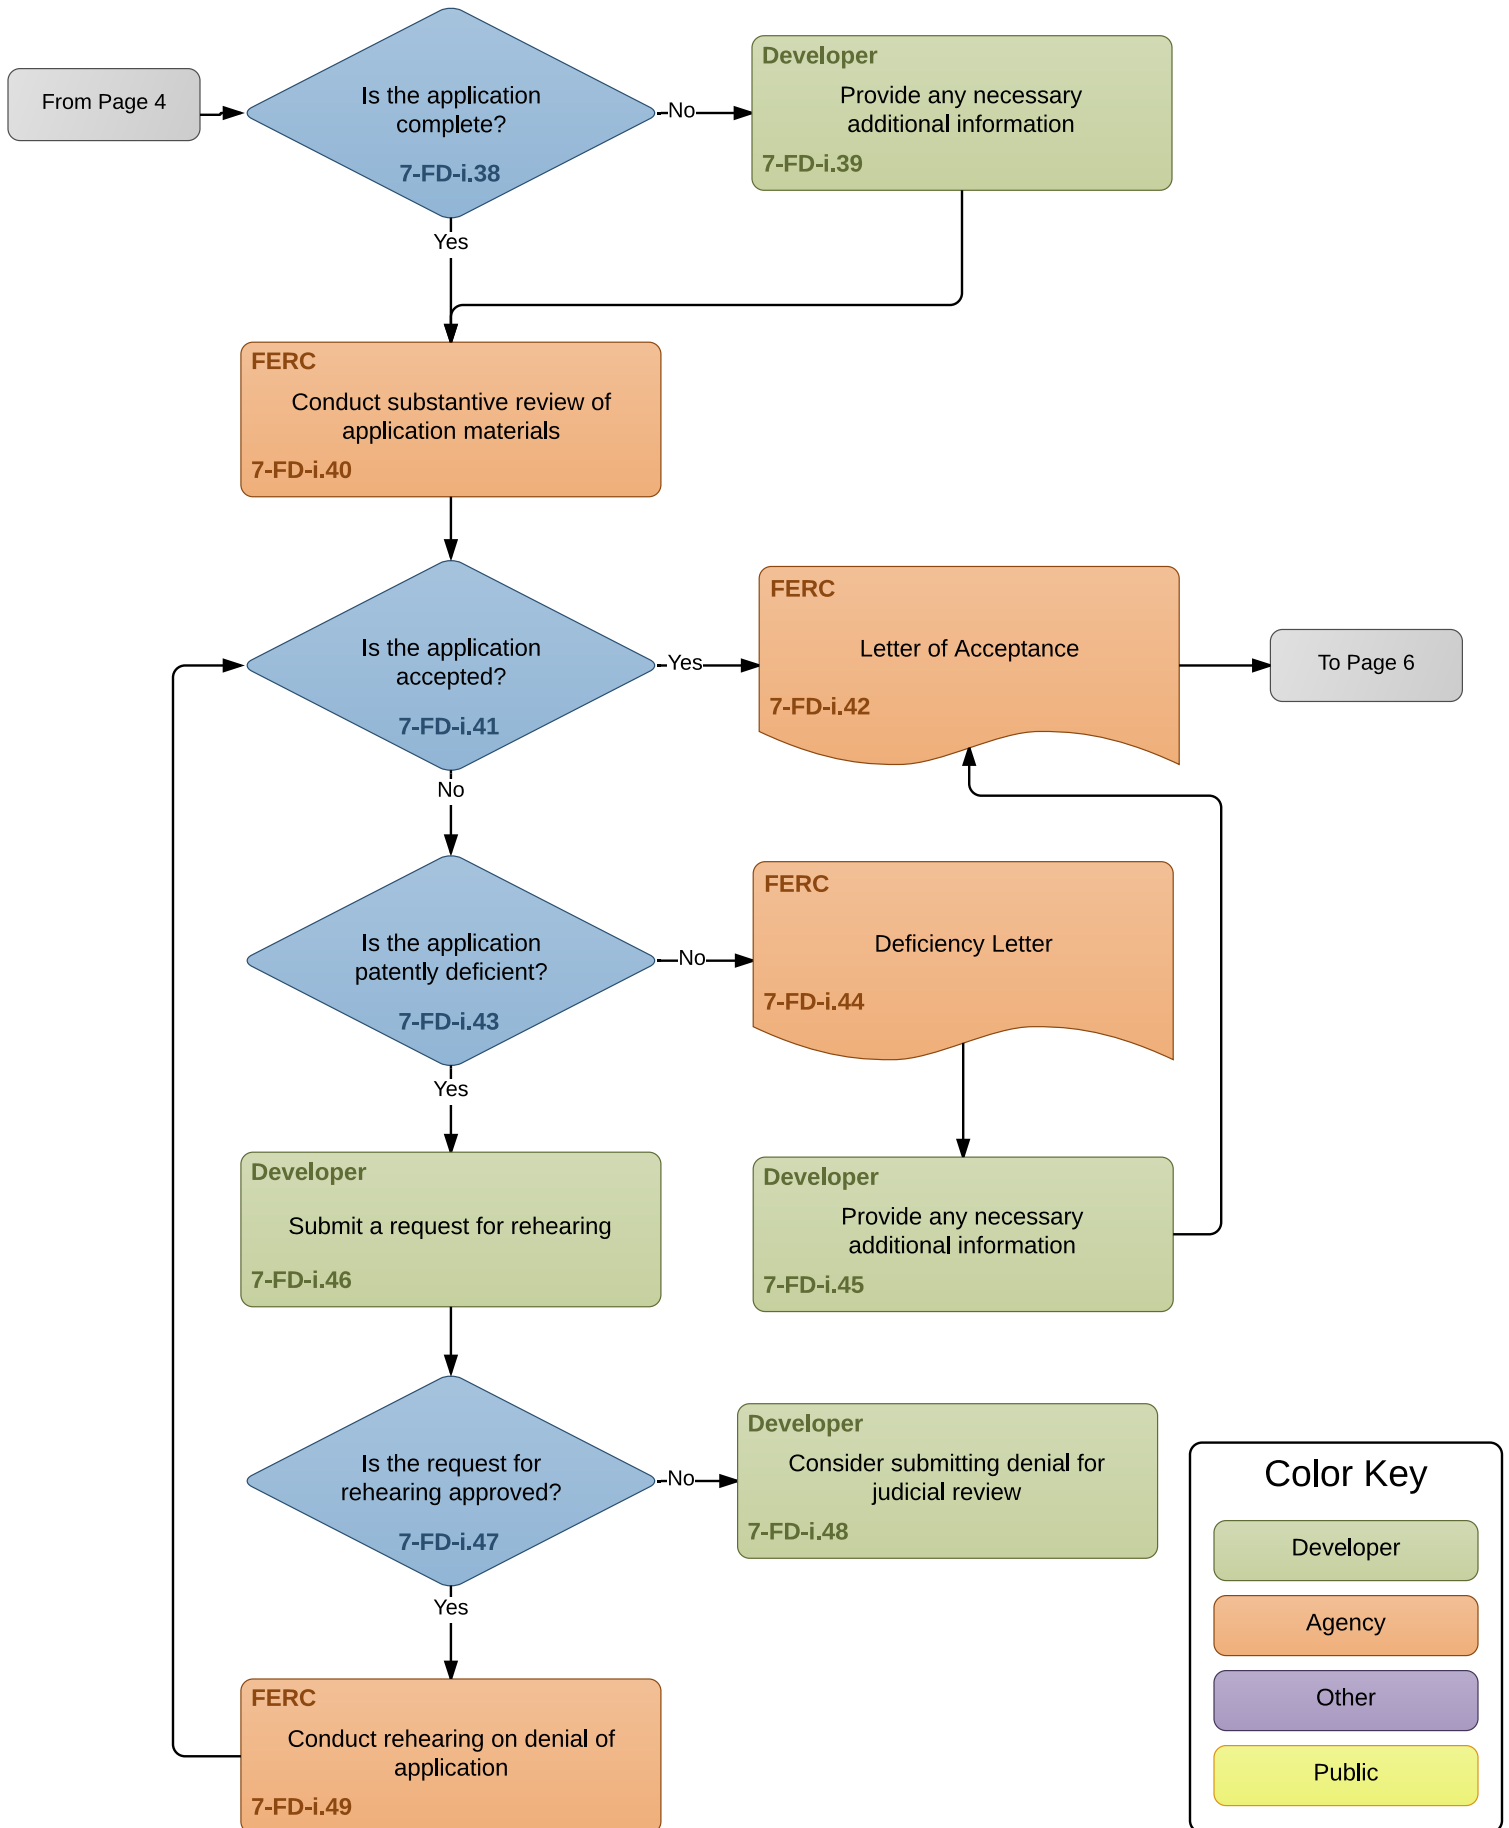 From Page 4
Is the application
complete?
7-FD-i.38
No
Developer
Provide any necessary
additional information
7-FD-i.39
Yes
FERC
Conduct substantive review of
application materials
7-FD-i.40
Is the application
accepted?
7-FD-i.41
Yes
FERC
Letter of Acceptance
7-FD-i.42
To Page 6
No
Is the application
patently deficient?
7-FD-i.43
No
FERC
Deficiency Letter
7-FD-i.44
Yes
Developer
Submit a request for rehearing
7-FD-i.46
Developer
Provide any necessary
additional information
7-FD-i.45
Is the request for
rehearing approved?
7-FD-i.47
No
Developer
Consider submitting denial for
judicial review
7-FD-i.48
Yes
FERC
Conduct rehearing on denial of
application
7-FD-i.49
Color Key
Developer
Agency
Other
Public